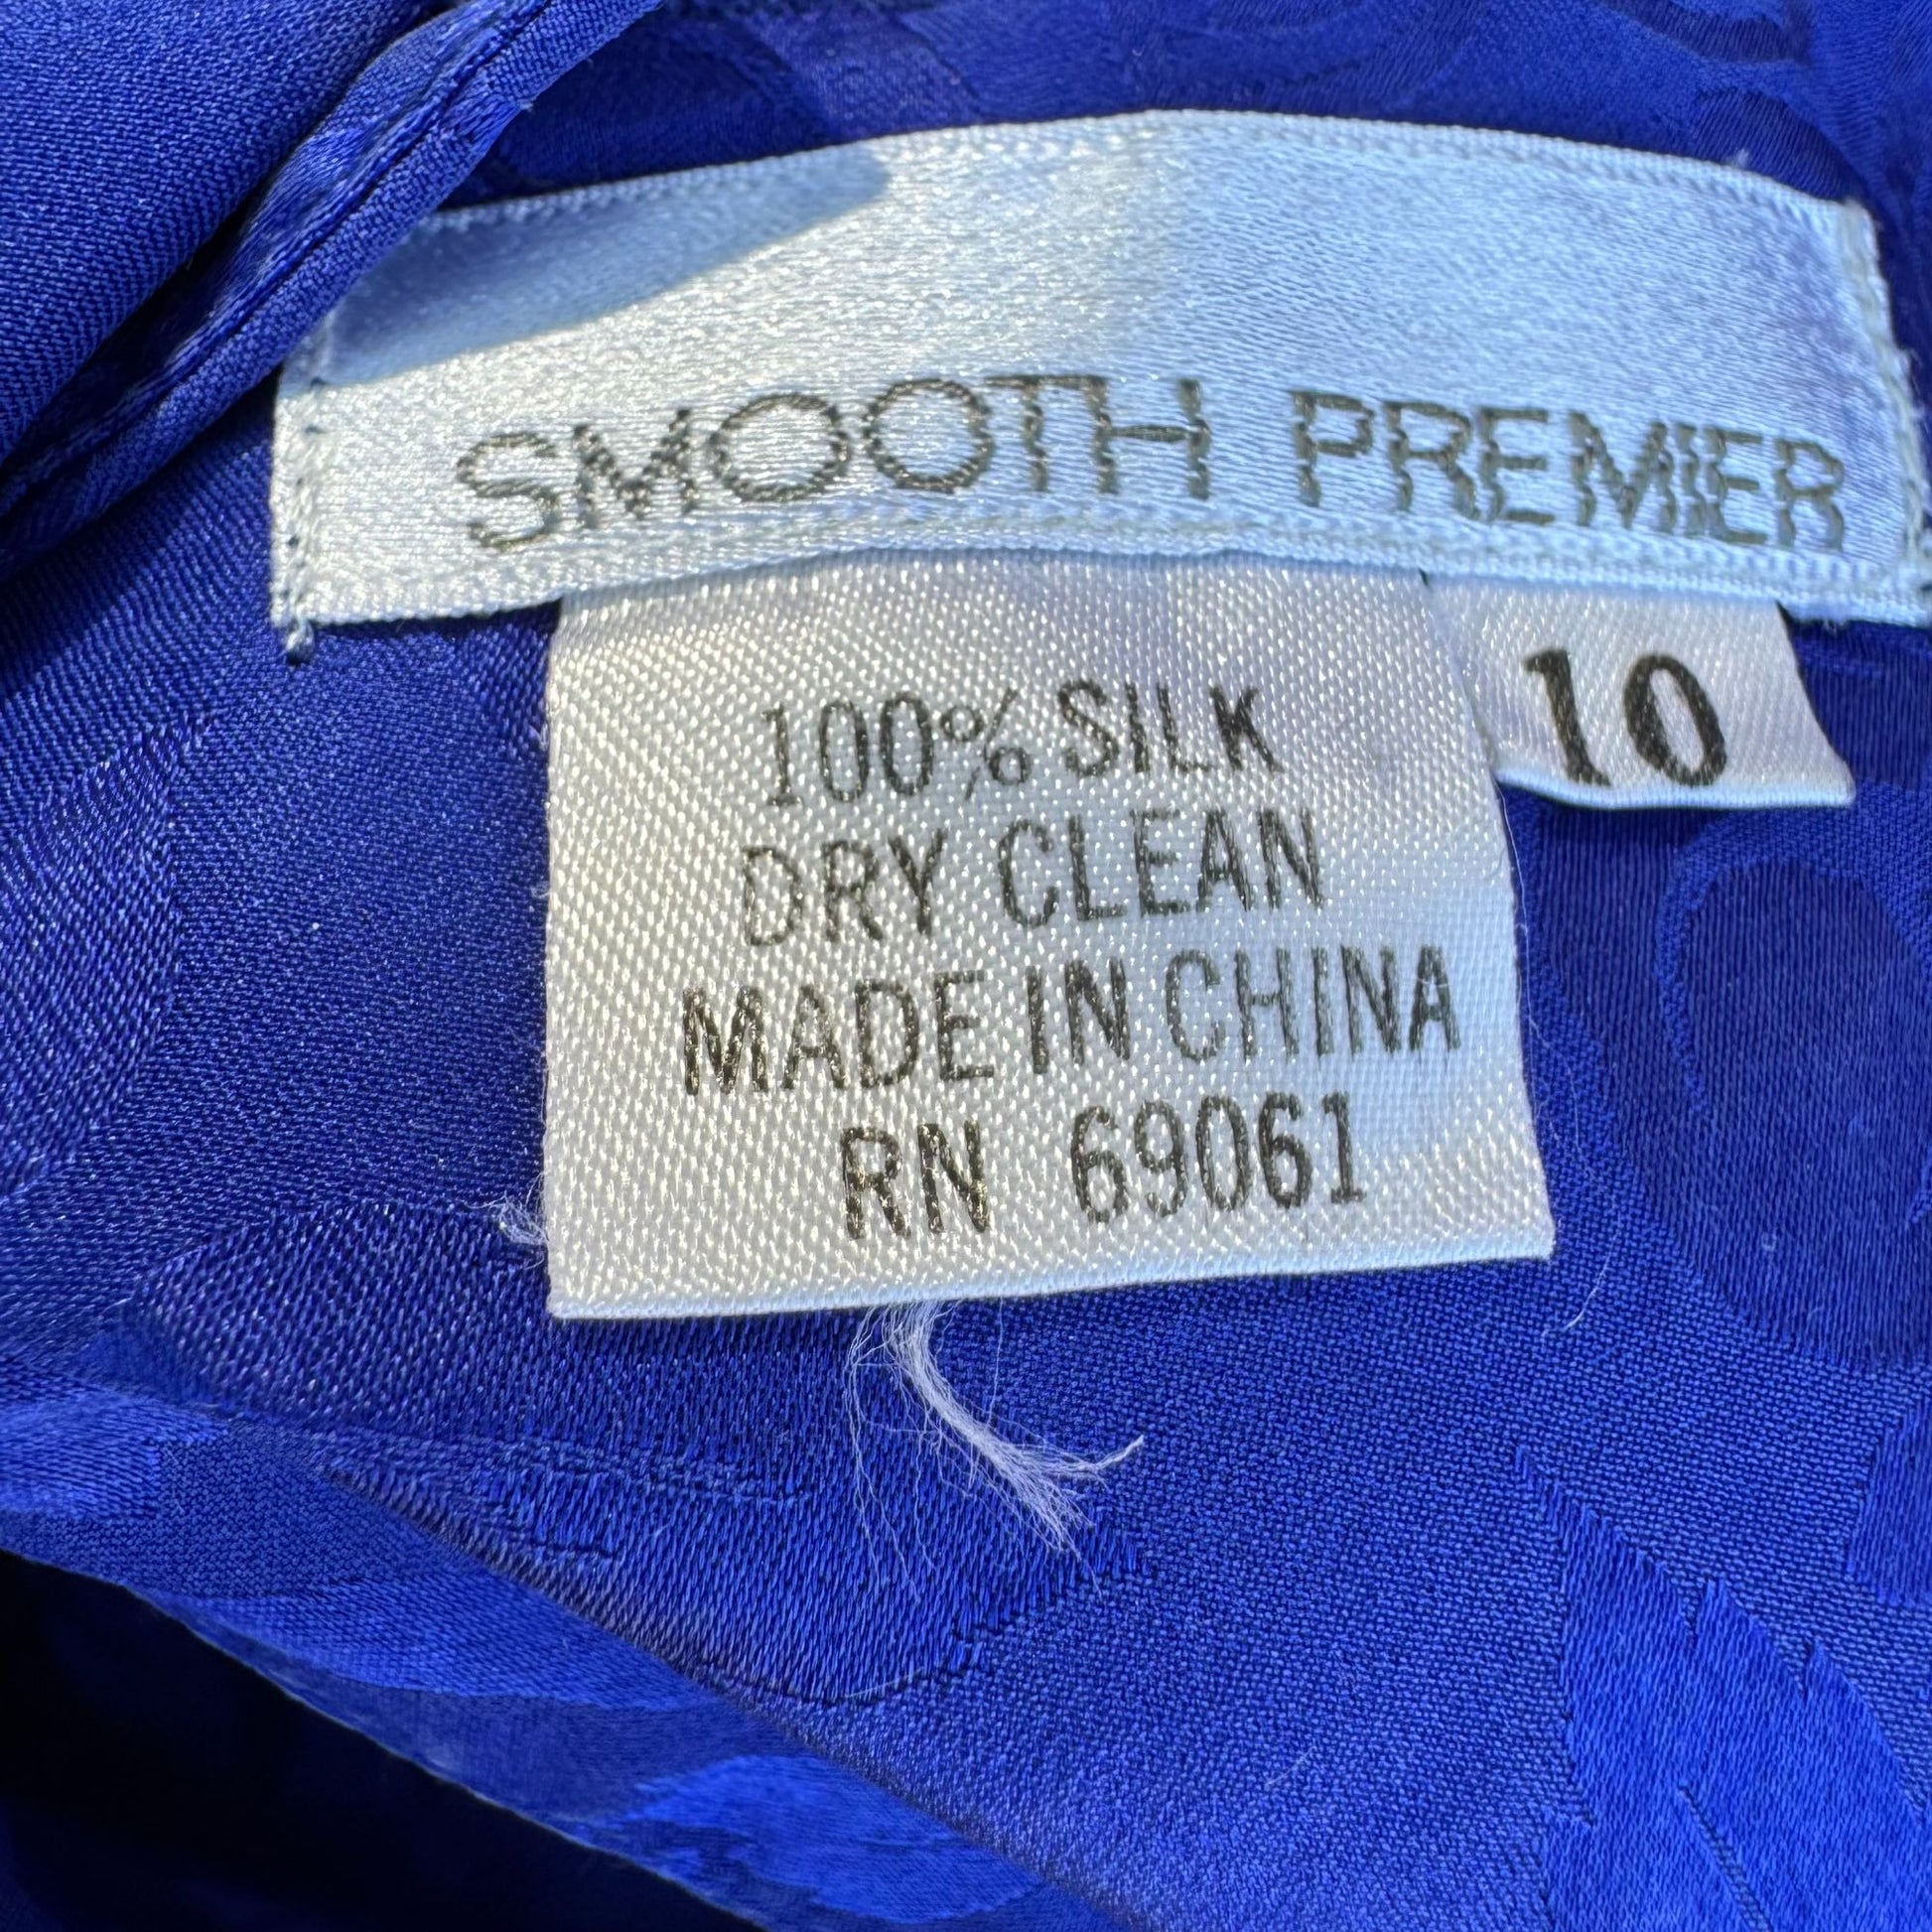 SMOOTH PREMIER
10
100% SILK
DRY CLEAN
MADE IN CHINA
RN 69061